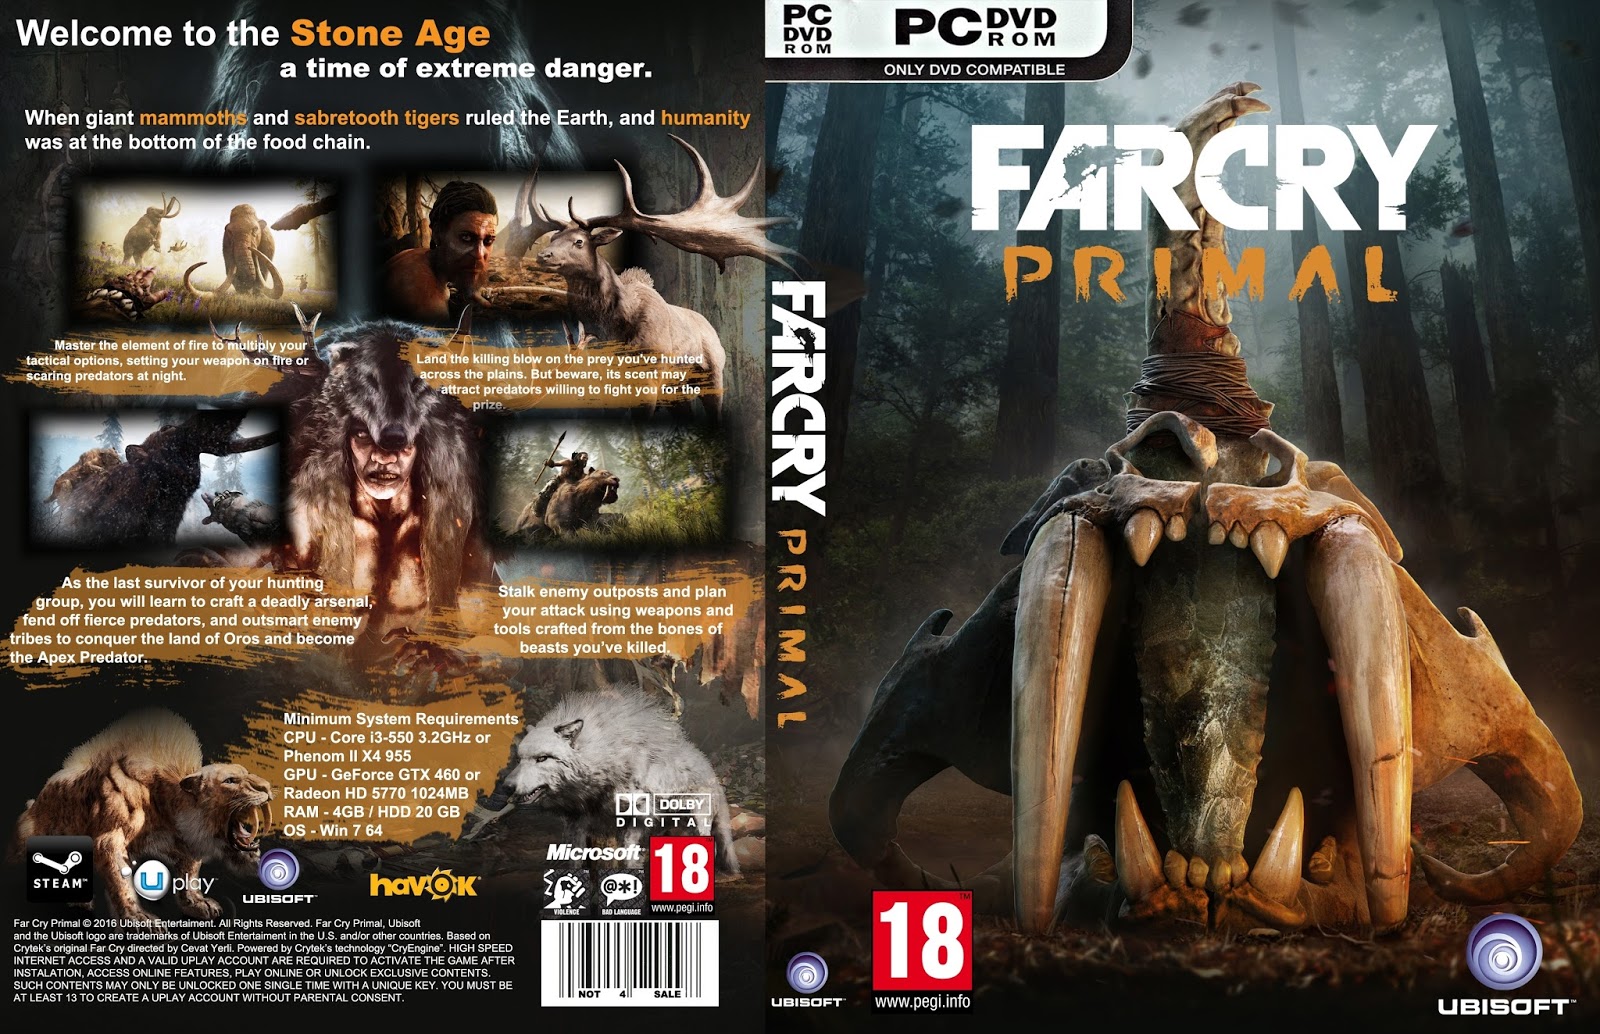 Welcome to the Stone Age
a time of extreme danger.
When giant mammoths and sabretooth tigers ruled the Earth, and humanity
was at the bottom of the food chain.
Master the element of fire to multiply your
tactical options, setting your weapon on fire or
scaring predators at night.
Land the killing blow on the prey you've hunted
across the plains. But beware, its scent may
attract predators willing to fight you for the
prize.
As the last survivor of your hunting
group, you will learn to craft a deadly arsenal,
fend off fierce predators, and outsmart enemy
tribes to conquer the land of Oros and become
the Apex Predator.
Stalk enemy outposts and plan
your attack using weapons and
tools crafted from the bones of
beasts you've killed.
Minimum System Requirements
CPU - Core i3-550 3.2GHz or
Phenom II X4 955
GPU - GeForce GTX 460 or
Radeon HD 5770 1024MB
RAM - 4GB / HDD 20 GB
OS - Win 7 64
DOLBY
DIGITAL
Microsoft
18
www.pegi.info
VIOLENCE
@*!
BAD LANGUAGE
STEAM™
U play
UBISOFT™
havok
Far Cry Primal © 2016 Ubisoft Entertaiment. All Rights Reserved. Far Cry Primal, Ubisoft
and the Ubisoft logo are trademarks of Ubisoft Entertaiment in the U.S. and/or other countries. Based on
Crytek's original Far Cry directed by Cevat Yerli. Powered by Crytek's technology "CryEngine". HIGH SPEED
INTERNET ACCESS AND A VALID UPLAY ACCOUNT ARE REQUIRED TO ACTIVATE THE GAME AFTER
INSTALATION, ACCESS ONLINE FEATURES, PLAY ONLINE OR UNLOCK EXCLUSIVE CONTENTS.
SUCH CONTENTS MAY ONLY BE UNLOCKED ONE SINGLE TIME WITH A UNIQUE KEY. YOU MUST BE
AT LEAST 13 TO CREATE A UPLAY ACCOUNT WITHOUT PARENTAL CONSENT.
NOT 4 SALE
PC
DVD
ROM
FARCRY
PRIMAL
UBISOFT™
PC DVD
ROM
ONLY DVD COMPATIBLE
FARCRY
PRIMAL
18™
www.pegi.info
UBISOFT™